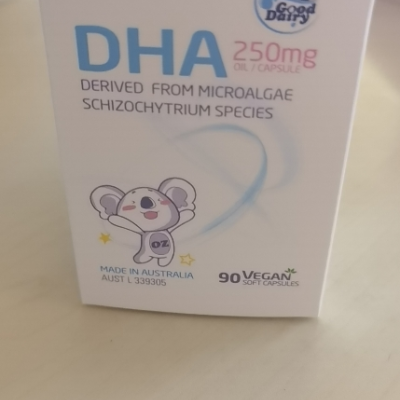 Good
Dairy
DHA 250mg
OIL / CAPSULE
DERIVED FROM MICROALGAE
SCHIZOCHYTRIUM SPECIES
OZ
MADE IN AUSTRALIA
AUST L 339305
90 VEGAN
SOFT CAPSULES